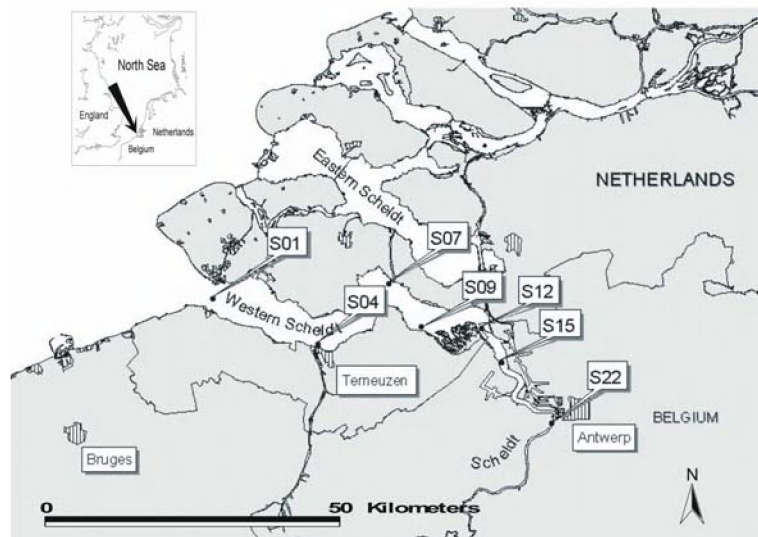 North Sea
England
Netherlands
Belgium
Eastern Scheldt
NETHERLANDS
S01
S07
Western Scheldt
S04
S09
S12
S15
Terneuzen
S22
BELGIUM
Antwerp
Scheldt
Bruges
N
0 50 Kilometers